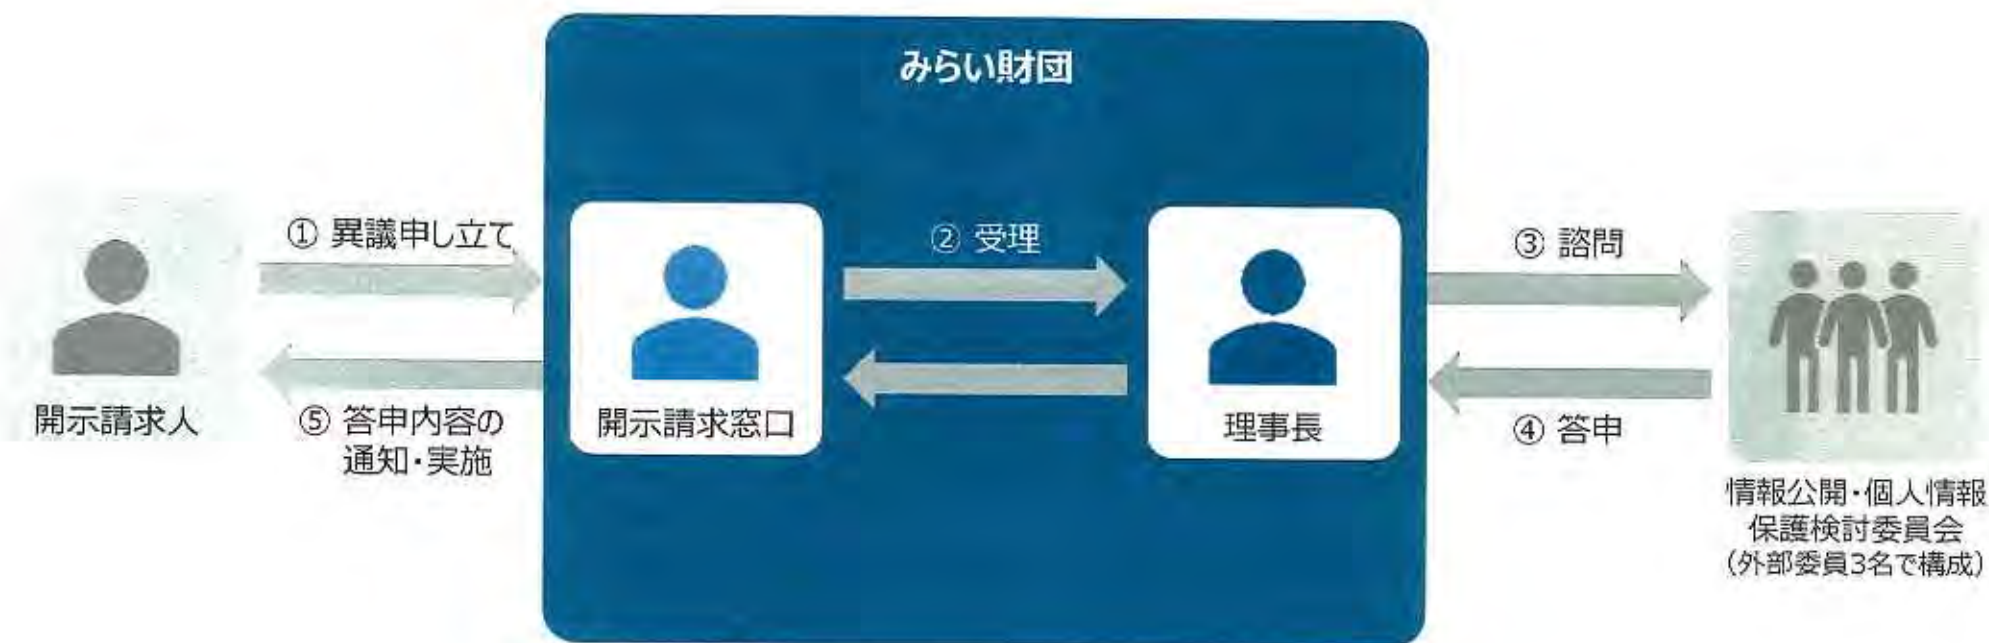 みらい財団
① 異議申し立て
② 受理
③ 諮問
開示請求人
⑤ 答申内容の
通知・実施
開示請求窓口
理事長
④ 答申
情報公開・個人情報
保護検討委員会
（外部委員3名で構成）